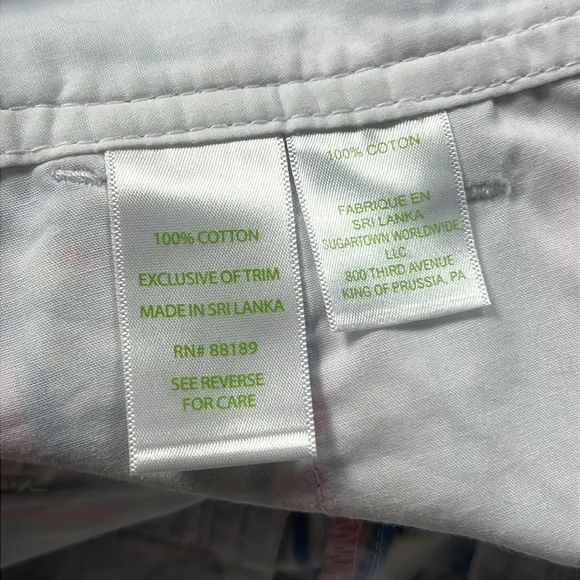 100% COTTON
EXCLUSIVE OF TRIM
MADE IN SRI LANKA
RN# 88189
SEE REVERSE
FOR CARE
100% COTON
FABRIQUE EN
SRI LANKA
SUGARTOWN WORLDWIDE
LLC
800 THIRD AVENUE
KING OF PRUSSIA, PA